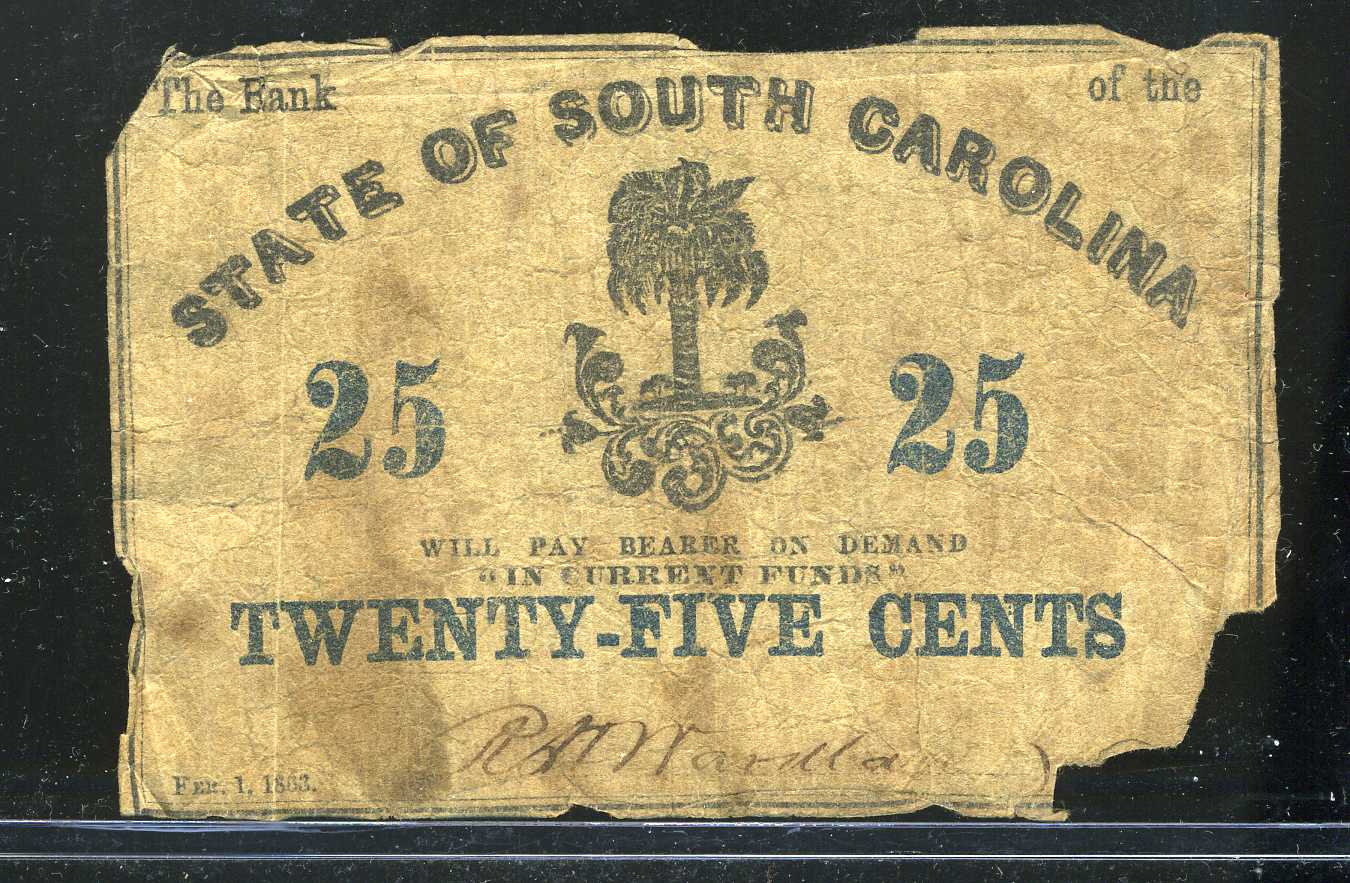 The Bank of the
STATE OF SOUTH CAROLINA
25 25
WILL PAY BEARER ON DEMAND
"IN CURRENT FUNDS"
TWENTY-FIVE CENTS
Wardlaw
FEB. 1, 1863.